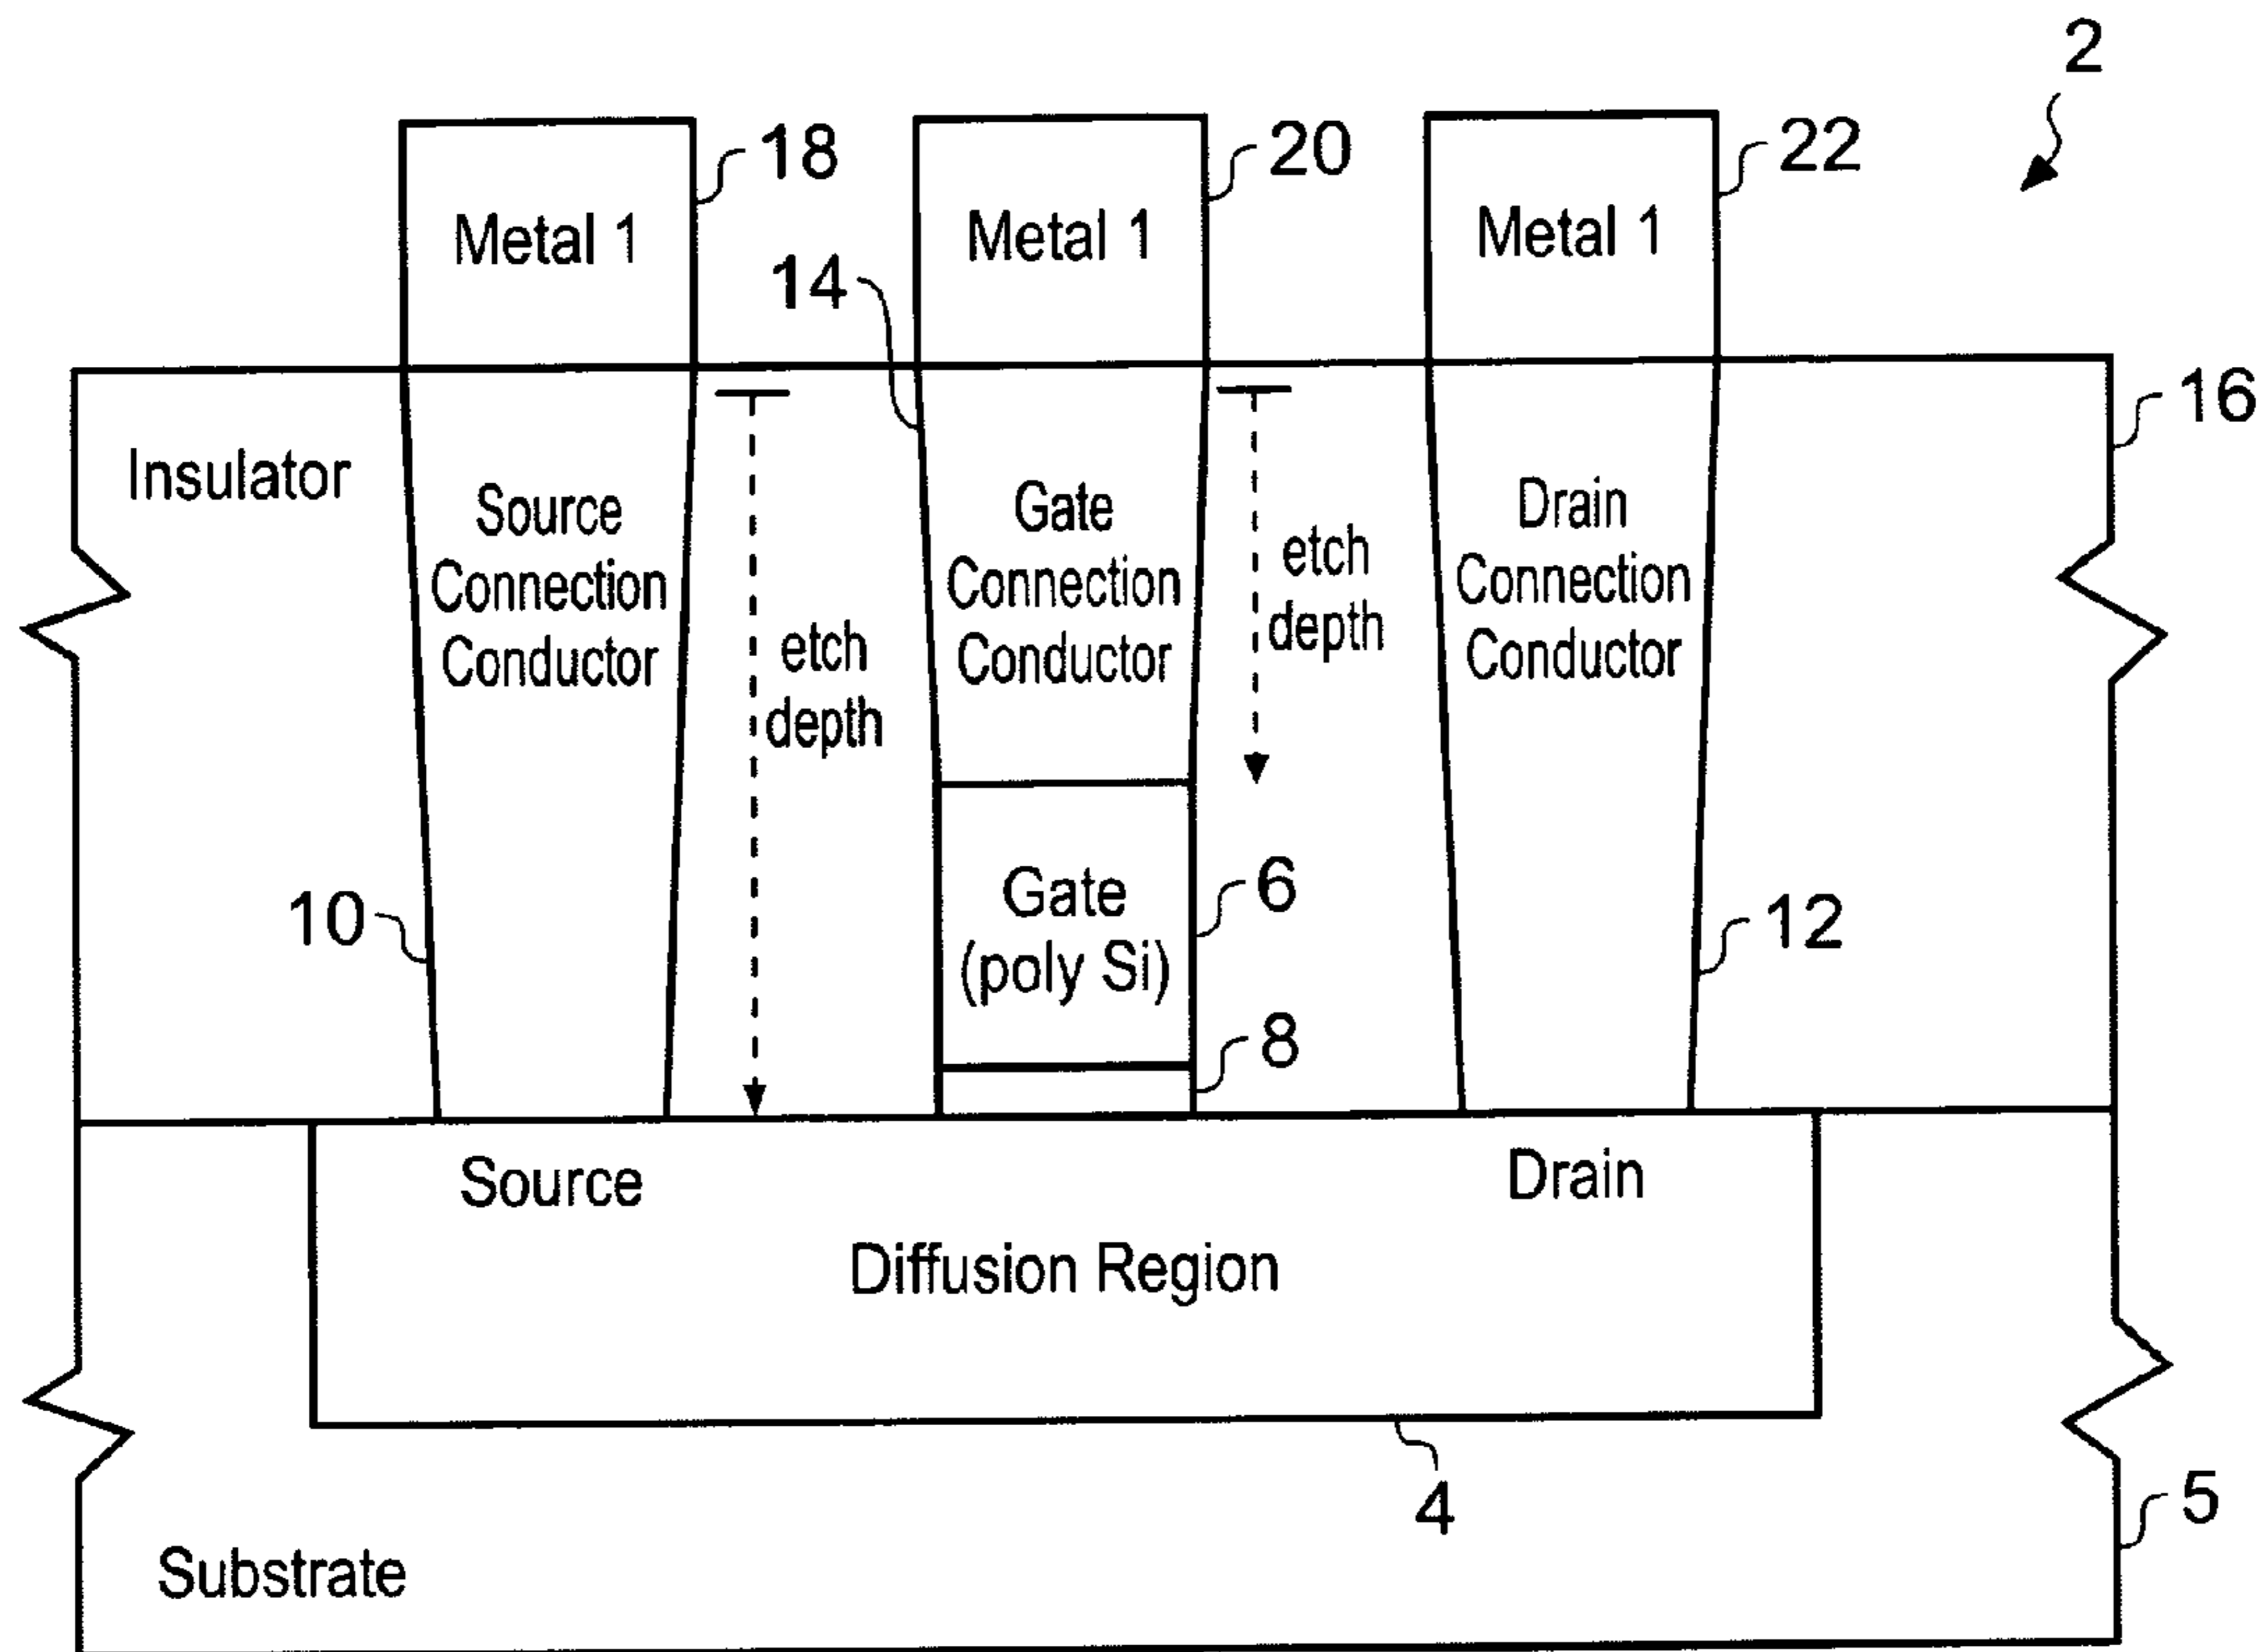 2
18
20
22
Metal 1
Metal 1
Metal 1
14
16
Insulator
Source
Connection
Conductor
etch
depth
Gate
Connection
Conductor
etch
depth
Drain
Connection
Conductor
10
Gate
(poly Si)
6
12
8
Source
Drain
Diffusion Region
4
5
Substrate